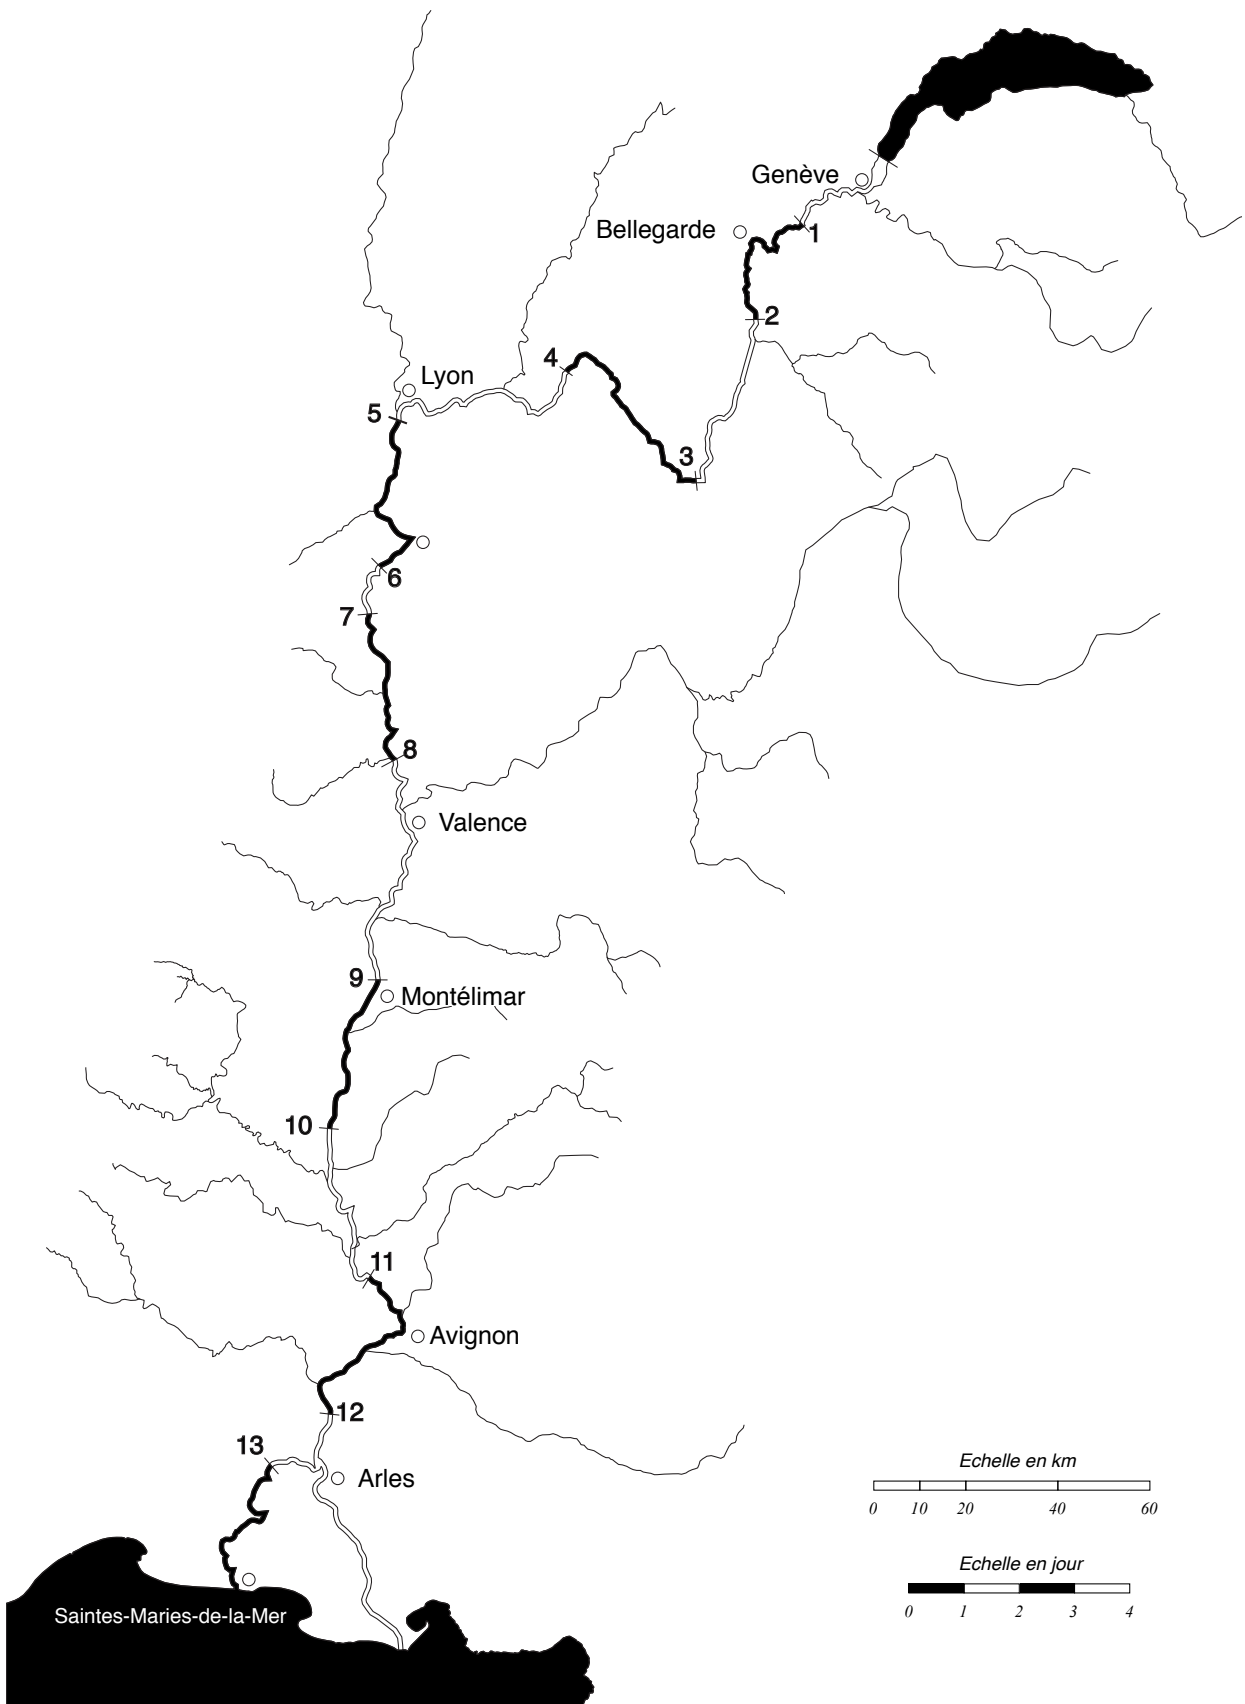 Genève
Bellegarde
1
2
4
Lyon
5
3
6
7
8
Valence
9
Montélimar
10
11
Avignon
12
13
Arles
Echelle en km
0 10 20 40 60
Echelle en jour
0 1 2 3 4
Saintes-Maries-de-la-Mer